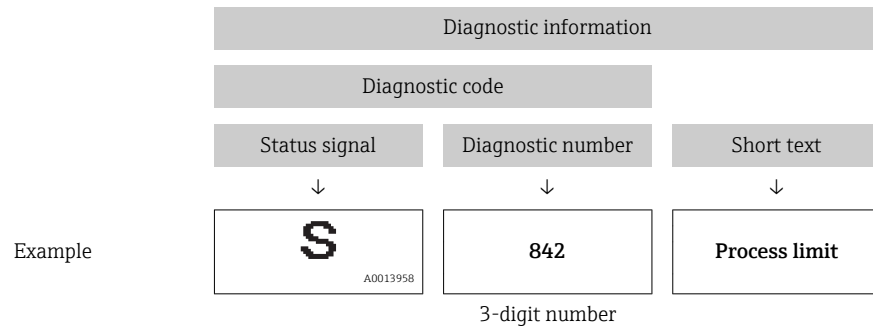 Diagnostic information
Diagnostic code
Status signal Diagnostic number Short text
↓ ↓ ↓
Example S 842 Process limit
A0013958
3-digit number